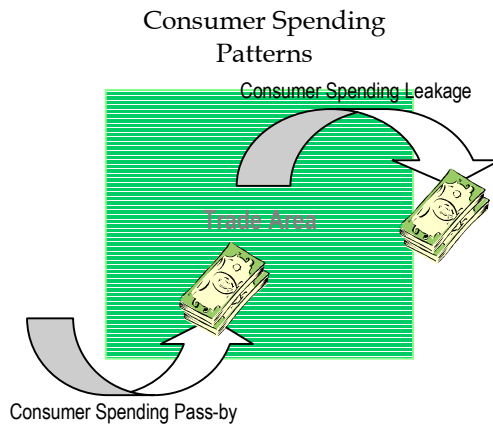 Consumer Spending
Patterns
Consumer Spending Leakage
Trade Area
Consumer Spending Pass-by